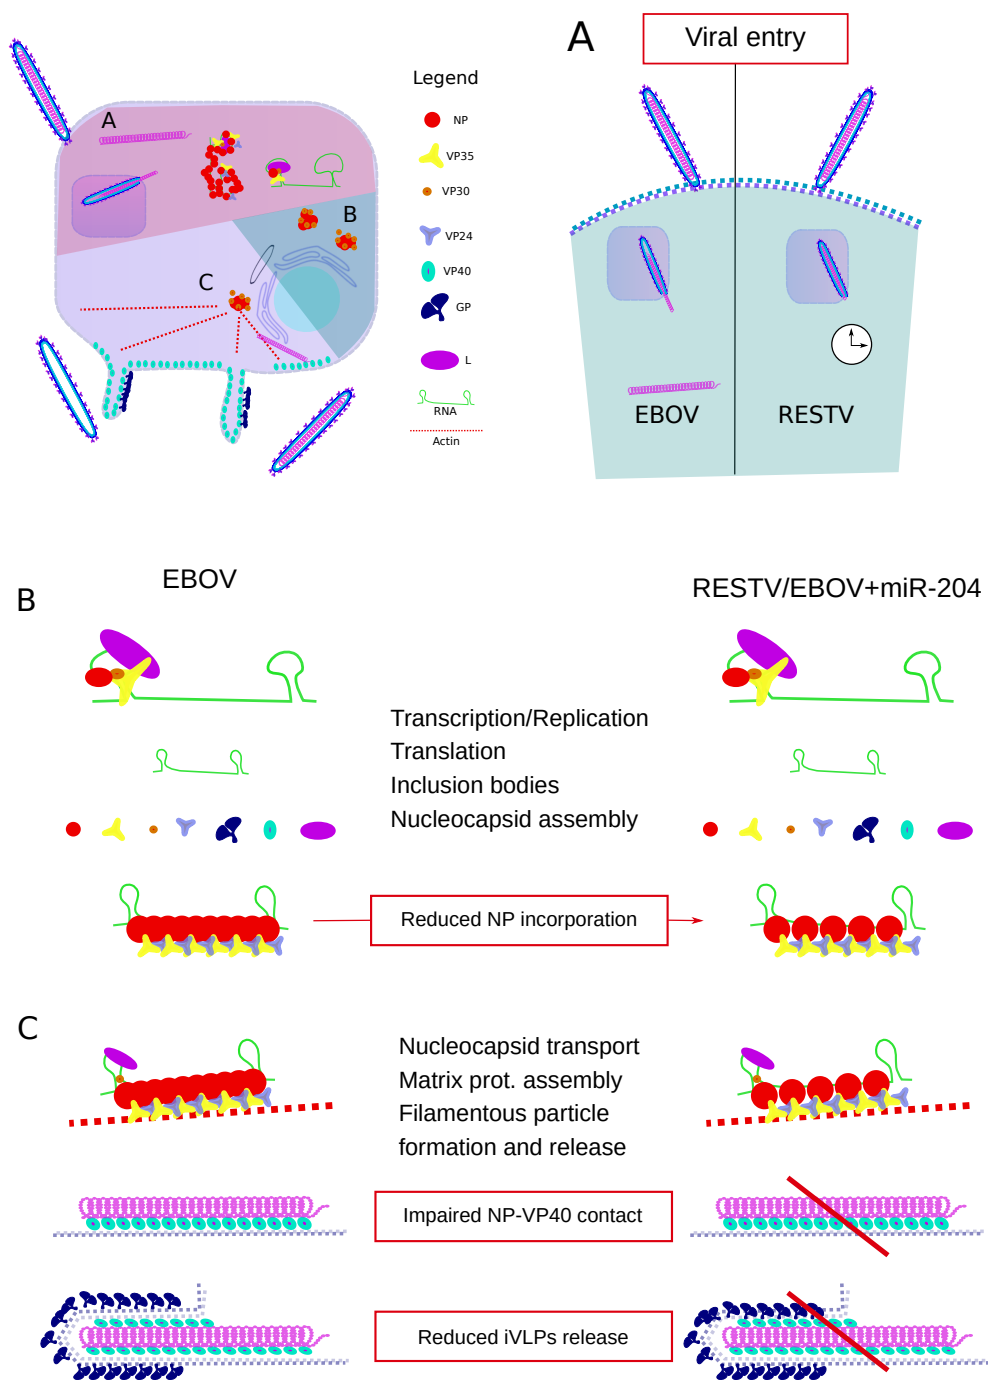 A
B
C
Legend
NP
VP35
VP30
VP24
VP40
GP
L
RNA
Actin
A
Viral entry
EBOV
RESTV
B
EBOV
RESTV/EBOV+miR-204
Transcription/Replication
Translation
Inclusion bodies
Nucleocapsid assembly
Reduced NP incorporation
C
Nucleocapsid transport
Matrix prot. assembly
Filamentous particle
formation and release
Impaired NP-VP40 contact
Reduced iVLPs release